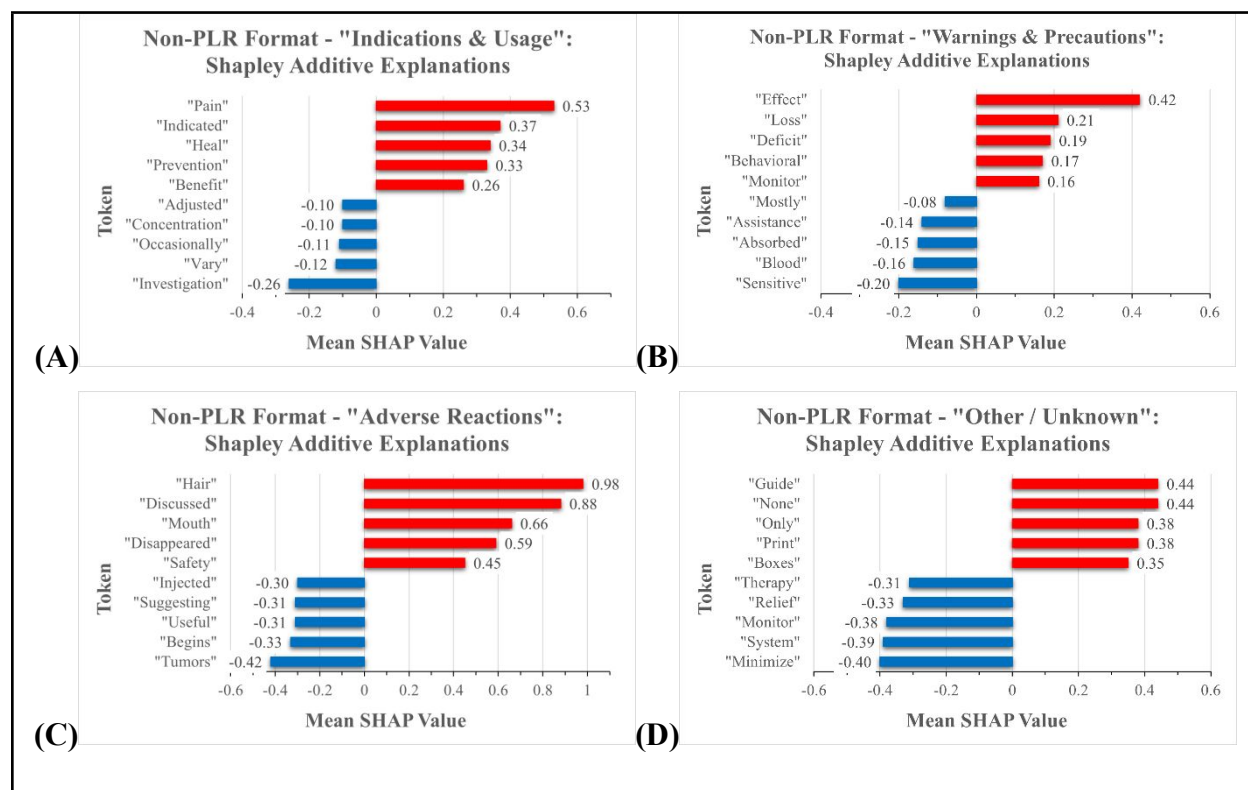 Non-PLR Format - "Indications & Usage":
Shapley Additive Explanations
Token
"Pain" 0.53
"Indicated" 0.37
"Heal" 0.34
"Prevention" 0.33
"Benefit" 0.26
"Adjusted" -0.10
"Concentration" -0.10
"Occasionally" -0.11
"Vary" -0.12
"Investigation" -0.26
-0.4 -0.2 0 0.2 0.4 0.6
Mean SHAP Value
(A)
Non-PLR Format - "Warnings & Precautions":
Shapley Additive Explanations
Token
"Effect" 0.42
"Loss" 0.21
"Deficit" 0.19
"Behavioral" 0.17
"Monitor" 0.16
"Mostly" -0.08
"Assistance" -0.14
"Absorbed" -0.15
"Blood" -0.16
"Sensitive" -0.20
-0.4 -0.2 0 0.2 0.4 0.6
Mean SHAP Value
(B)
Non-PLR Format - "Adverse Reactions":
Shapley Additive Explanations
Token
"Hair" 0.98
"Discussed" 0.88
"Mouth" 0.66
"Disappeared" 0.59
"Safety" 0.45
"Injected" -0.30
"Suggesting" -0.31
"Useful" -0.31
"Begins" -0.33
"Tumors" -0.42
-0.6 -0.4 -0.2 0 0.2 0.4 0.6 0.8 1
Mean SHAP Value
(C)
Non-PLR Format - "Other / Unknown":
Shapley Additive Explanations
Token
"Guide" 0.44
"None" 0.44
"Only" 0.38
"Print" 0.38
"Boxes" 0.35
"Therapy" -0.31
"Relief" -0.33
"Monitor" -0.38
"System" -0.39
"Minimize" -0.40
-0.6 -0.4 -0.2 0 0.2 0.4 0.6
Mean SHAP Value
(D)